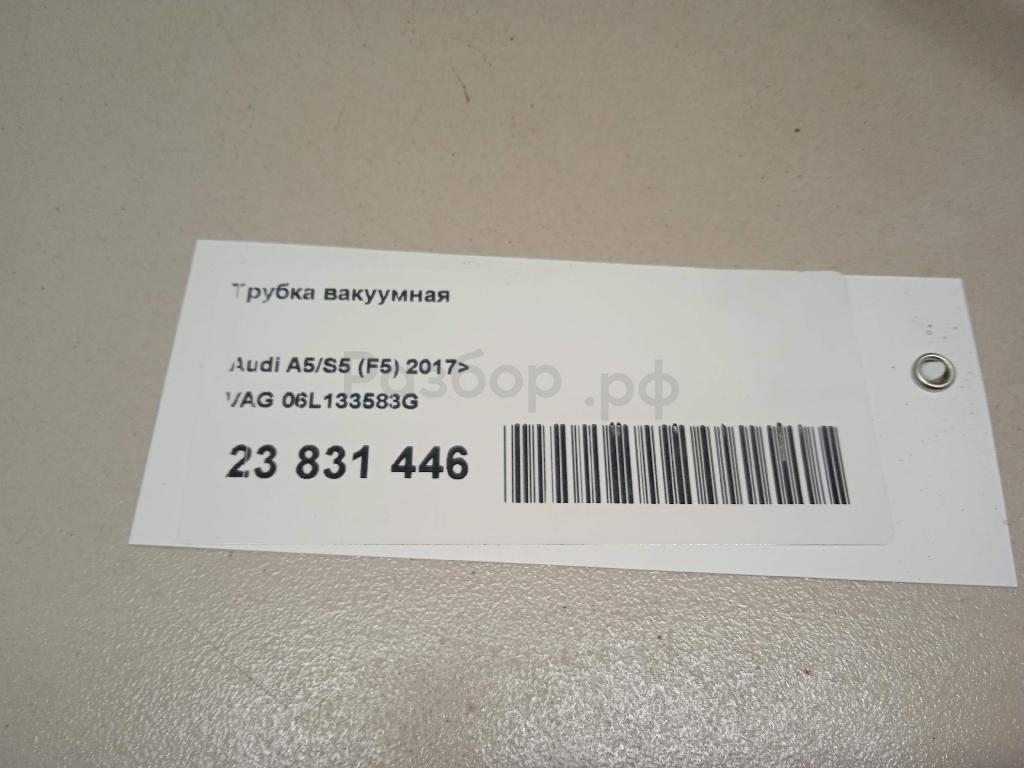 Трубка вакуумная
Audi A5/S5 (F5) 2017>
Разбор.рф
VAG 06L133583G
23 831 446